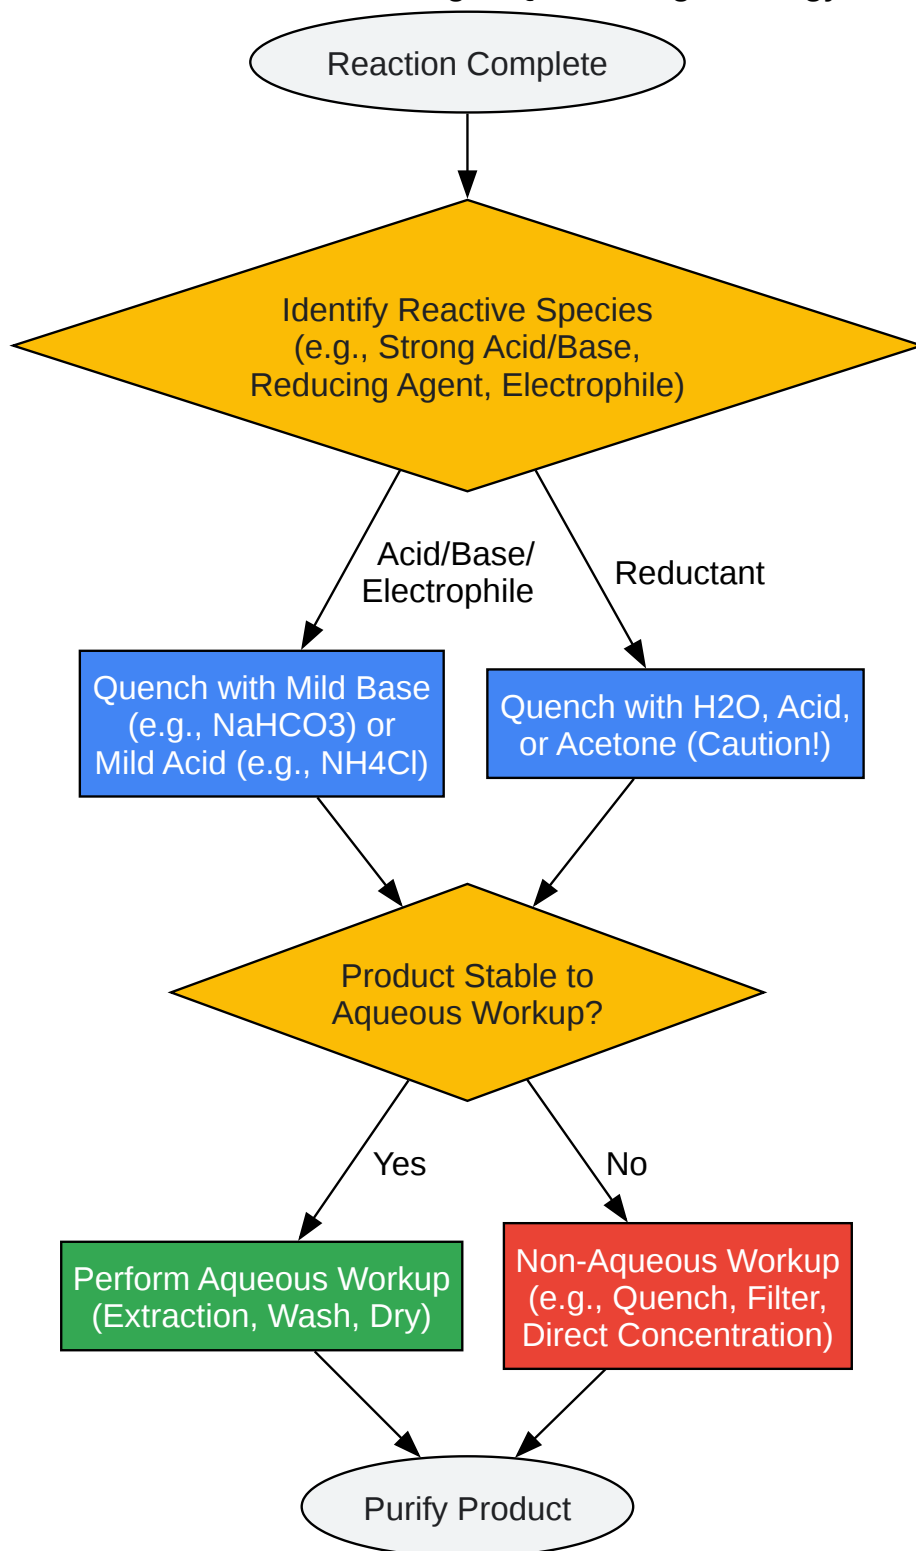 Reaction Complete
Identify Reactive Species
(e.g., Strong Acid/Base,
Reducing Agent, Electrophile)
Acid/Base/
Electrophile
Reductant
Quench with Mild Base
(e.g., NaHCO3) or
Mild Acid (e.g., NH4Cl)
Quench with H2O, Acid,
or Acetone (Caution!)
Product Stable to
Aqueous Workup?
Yes
No
Perform Aqueous Workup
(Extraction, Wash, Dry)
Non-Aqueous Workup
(e.g., Quench, Filter,
Direct Concentration)
Purify Product